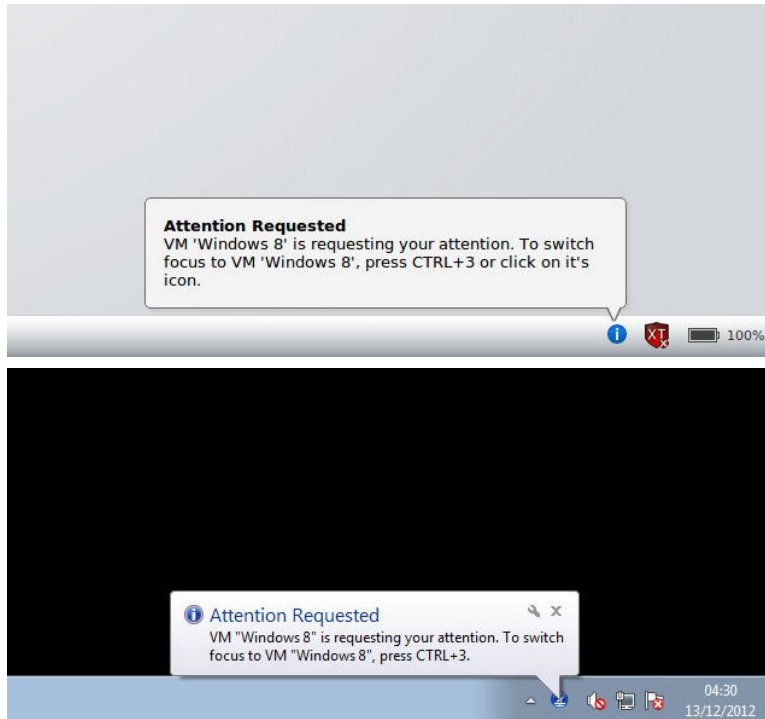 Attention Requested
VM 'Windows 8' is requesting your attention. To switch
focus to VM 'Windows 8', press CTRL+3 or click on it's
icon.
XT
100%
Attention Requested
VM "Windows 8" is requesting your attention. To switch
focus to VM "Windows 8", press CTRL+3.
04:30
13/12/2012